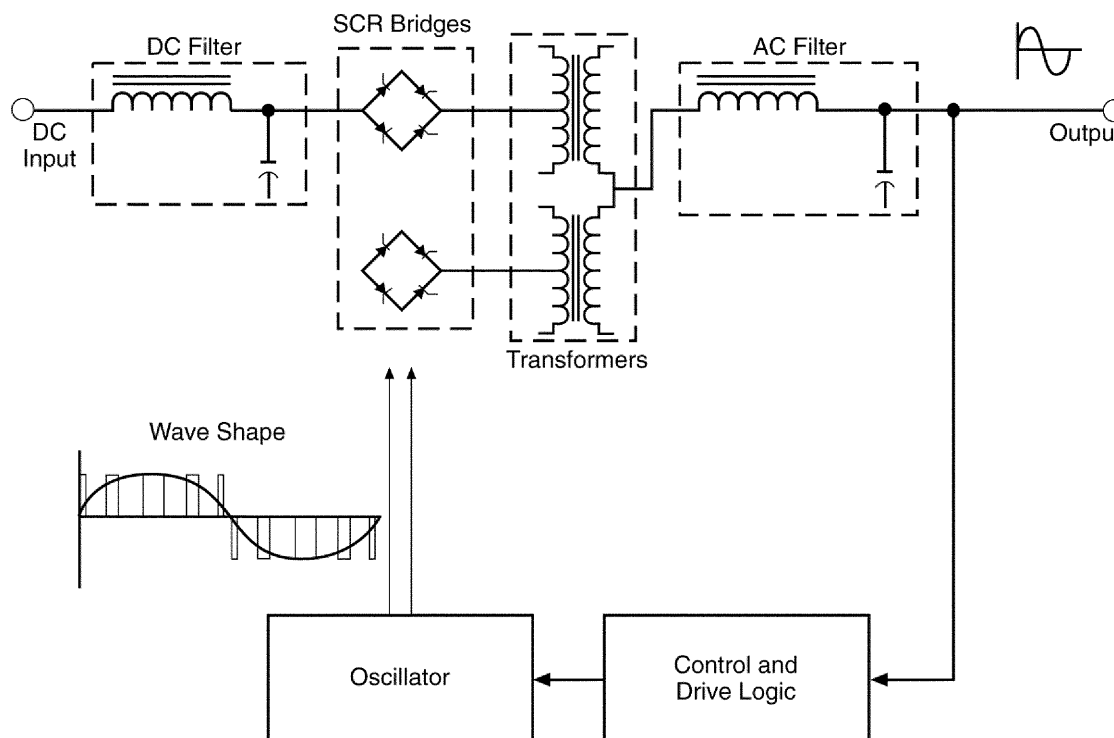 SCR Bridges
DC Filter
AC Filter
DC
Input
Output
Transformers
Wave Shape
Oscillator
Control and
Drive Logic